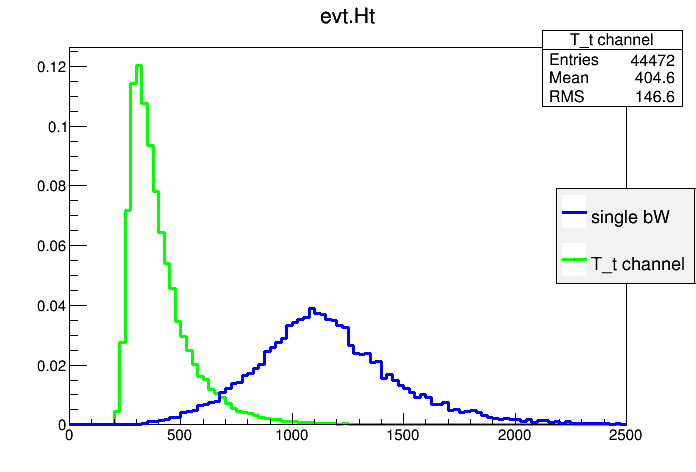 evt.Ht
T_t channel
Entries 44472
Mean 404.6
RMS 146.6
0.12
0.1
0.08
0.06
0.04
0.02
0
single bW
T_t channel
0 500 1000 1500 2000 2500